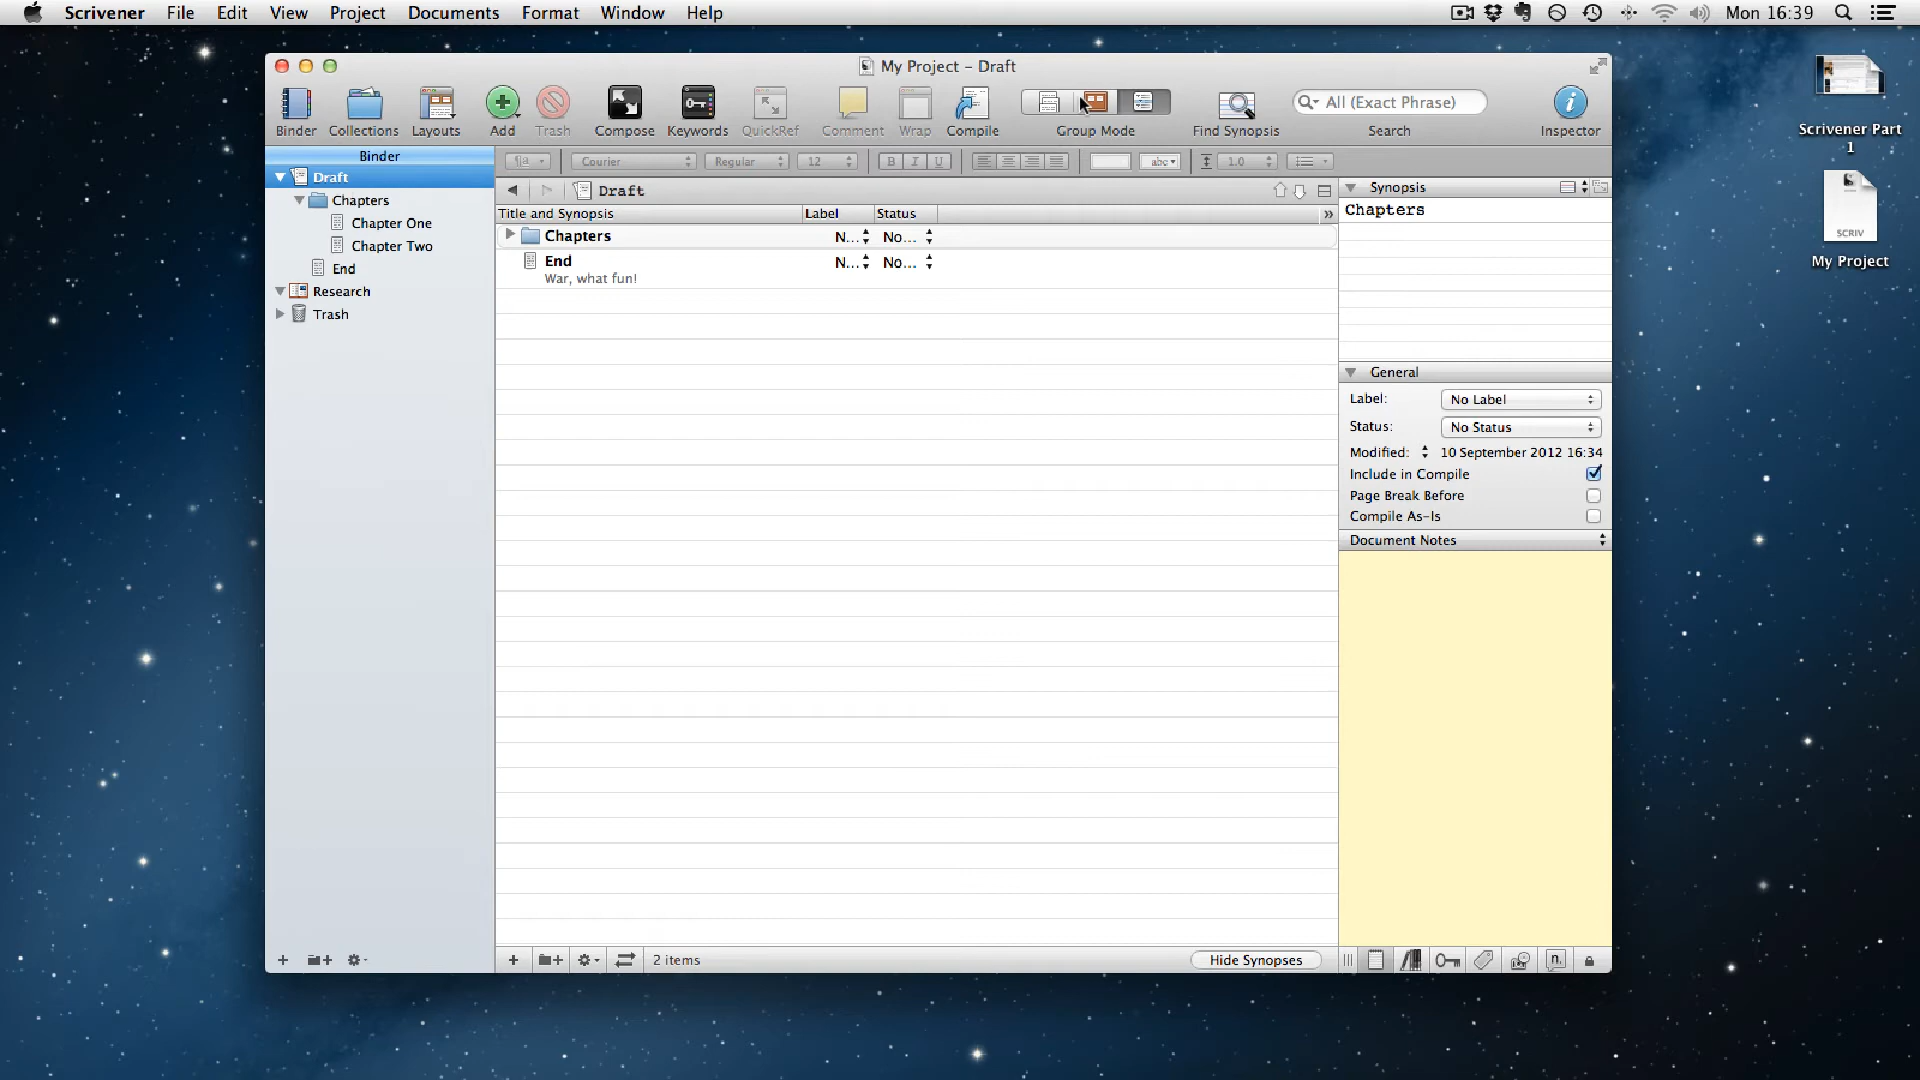 Scrivener File Edit View Project Documents Format Window Help Mon 16:39
My Project – Draft
Binder Collections Layouts Add Trash Compose Keywords QuickRef Comment Wrap Compile Group Mode Find Synopsis All (Exact Phrase) Search Inspector
Binder
Courier Regular 12 B I U abc 1.0
Draft
Chapters
Chapter One
Chapter Two
End
Research
Trash
Draft
Title and Synopsis Label Status
Chapters N... No...
End N... No...
War, what fun!
Synopsis
Chapters
General
Label: No Label
Status: No Status
Modified: 10 September 2012 16:34
Include in Compile
Page Break Before
Compile As-Is
Document Notes
2 items
Hide Synopses
n.
Scrivener Part
1
SCRIV
My Project